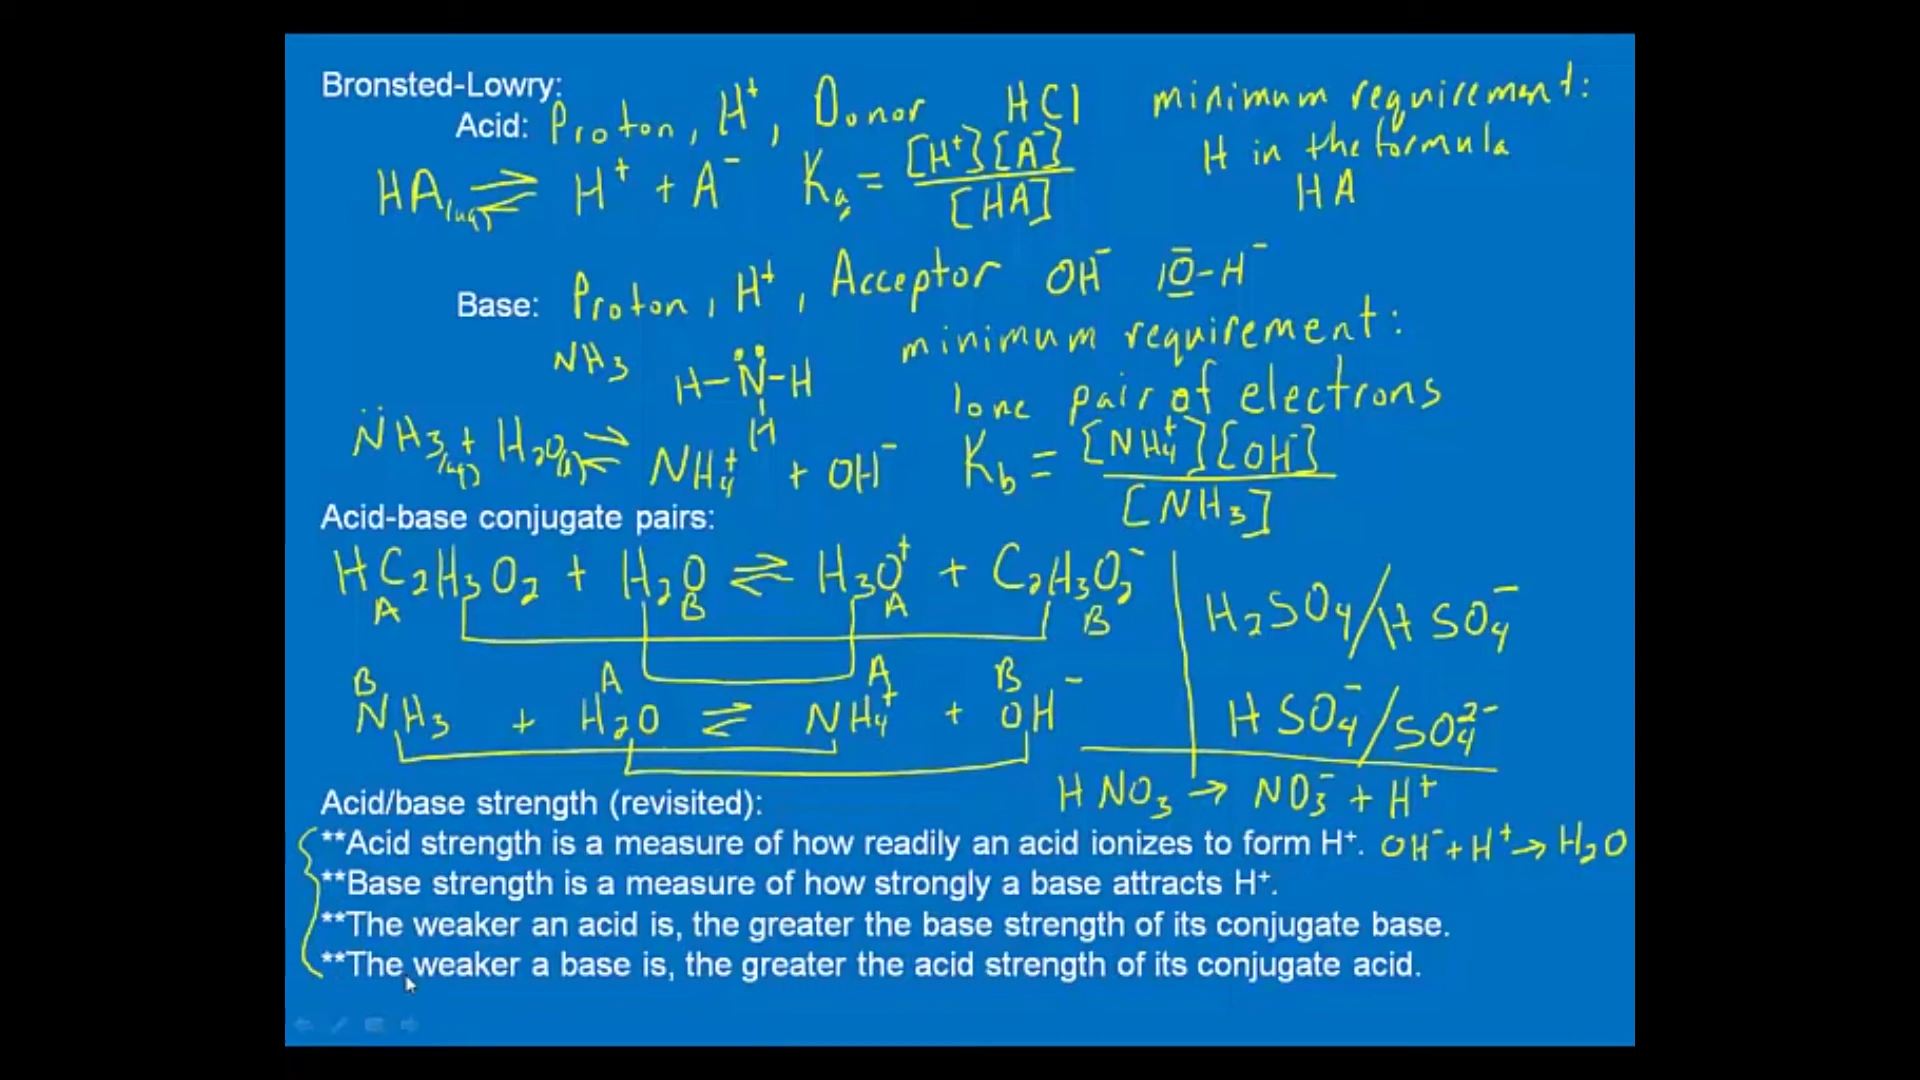 Bronsted-Lowry:
Acid: Proton, H⁺, Donor HCl
minimum requirement:
H in the formula
HA
HA(aq) ⇌ H⁺ + A⁻ Kₐ = [H⁺][A⁻] / [HA]
Base: Proton, H⁺, Acceptor OH⁻ |O-H⁻
NH₃ H-N-H
H
minimum requirement:
lone pair of electrons
NH₃(aq) + H₂O(l) ⇌ NH₄⁺ + OH⁻ K_b = [NH₄⁺][OH⁻] / [NH₃]
Acid-base conjugate pairs:
HC₂H₃O₂ + H₂O ⇌ H₃O⁺ + C₂H₃O₂⁻
A B A B
H₂SO₄/HSO₄⁻
B A A B
NH₃ + H₂O ⇌ NH₄⁺ + OH⁻
HSO₄⁻/SO₄²⁻
HNO₃ → NO₃⁻ + H⁺
Acid/base strength (revisited):
**Acid strength is a measure of how readily an acid ionizes to form H⁺. OH⁻ + H⁺ → H₂O
**Base strength is a measure of how strongly a base attracts H⁺.
**The weaker an acid is, the greater the base strength of its conjugate base.
**The weaker a base is, the greater the acid strength of its conjugate acid.